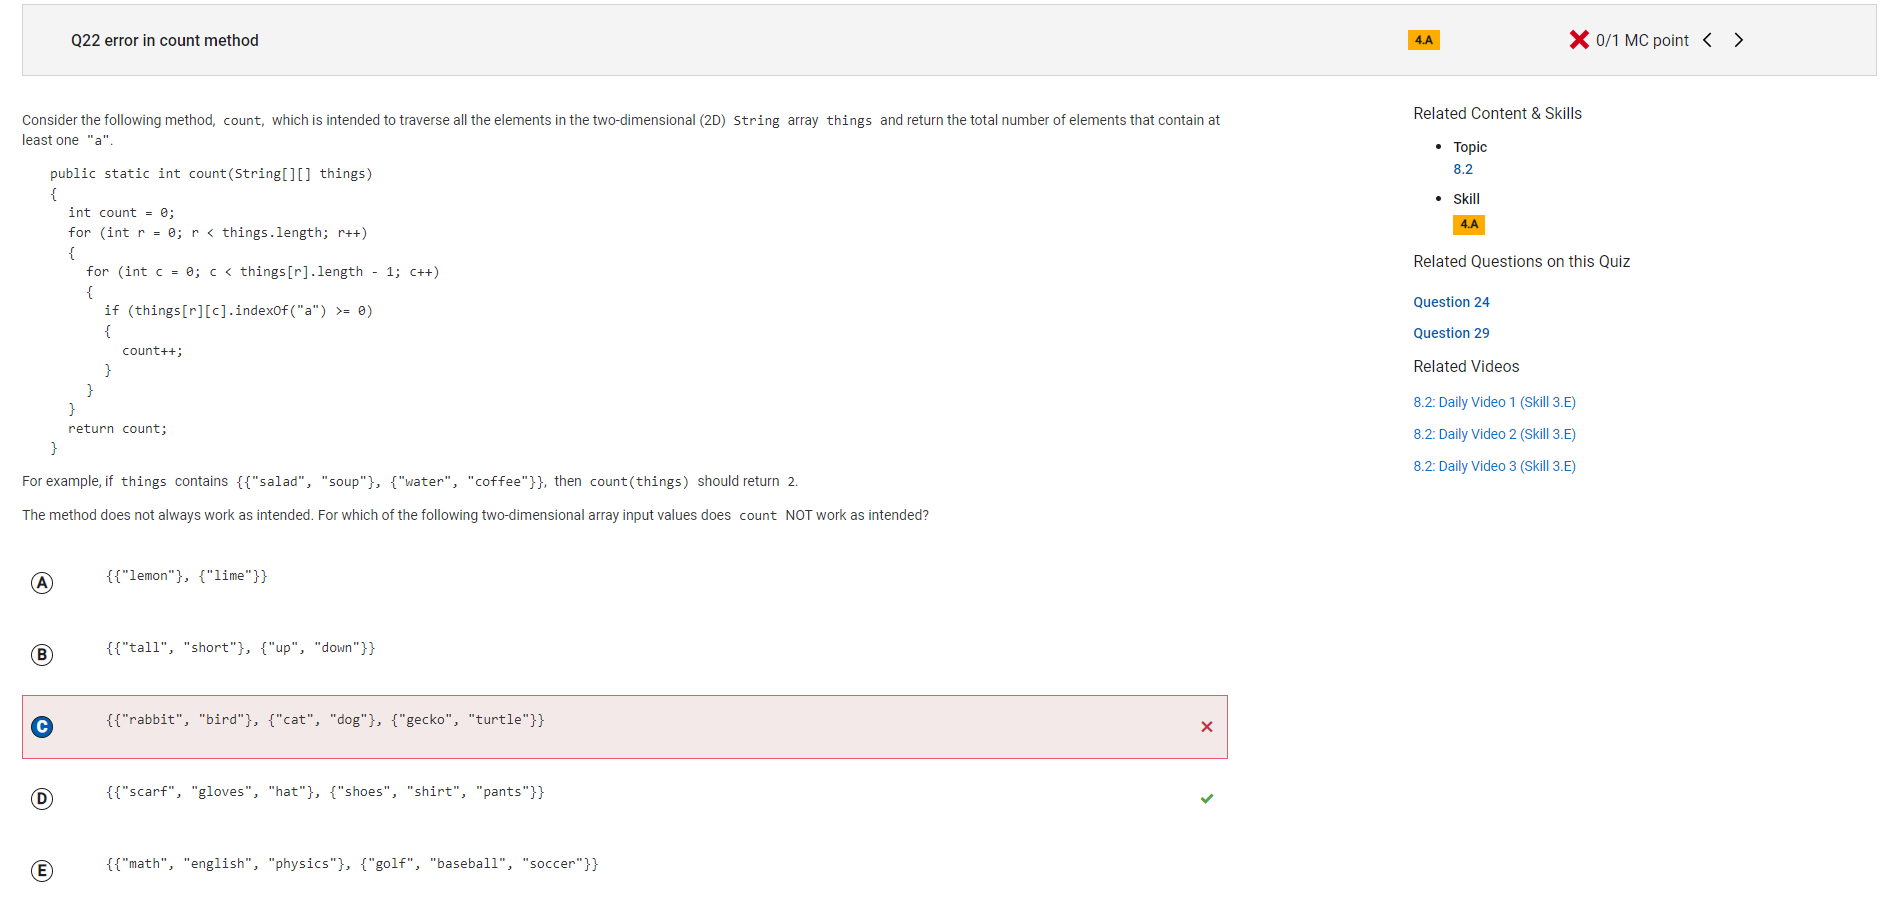 Q22 error in count method
4.A
0/1 MC point
Consider the following method, count, which is intended to traverse all the elements in the two-dimensional (2D) String array things and return the total number of elements that contain at
least one "a".
public static int count(String[][] things)
{
int count = 0;
for (int r = 0; r < things.length; r++)
{
for (int c = 0; c < things[r].length - 1; c++)
{
if (things[r][c].indexOf("a") >= 0)
{
count++;
}
}
}
return count;
}
For example, if things contains {{"salad", "soup"}, {"water", "coffee"}}, then count(things) should return 2.
The method does not always work as intended. For which of the following two-dimensional array input values does count NOT work as intended?
A {{"lemon"}, {"lime"}}
B {{"tall", "short"}, {"up", "down"}}
C {{"rabbit", "bird"}, {"cat", "dog"}, {"gecko", "turtle"}}
D {{"scarf", "gloves", "hat"}, {"shoes", "shirt", "pants"}}
E {{"math", "english", "physics"}, {"golf", "baseball", "soccer"}}
Related Content & Skills
• Topic
8.2
• Skill
4.A
Related Questions on this Quiz
Question 24
Question 29
Related Videos
8.2: Daily Video 1 (Skill 3.E)
8.2: Daily Video 2 (Skill 3.E)
8.2: Daily Video 3 (Skill 3.E)